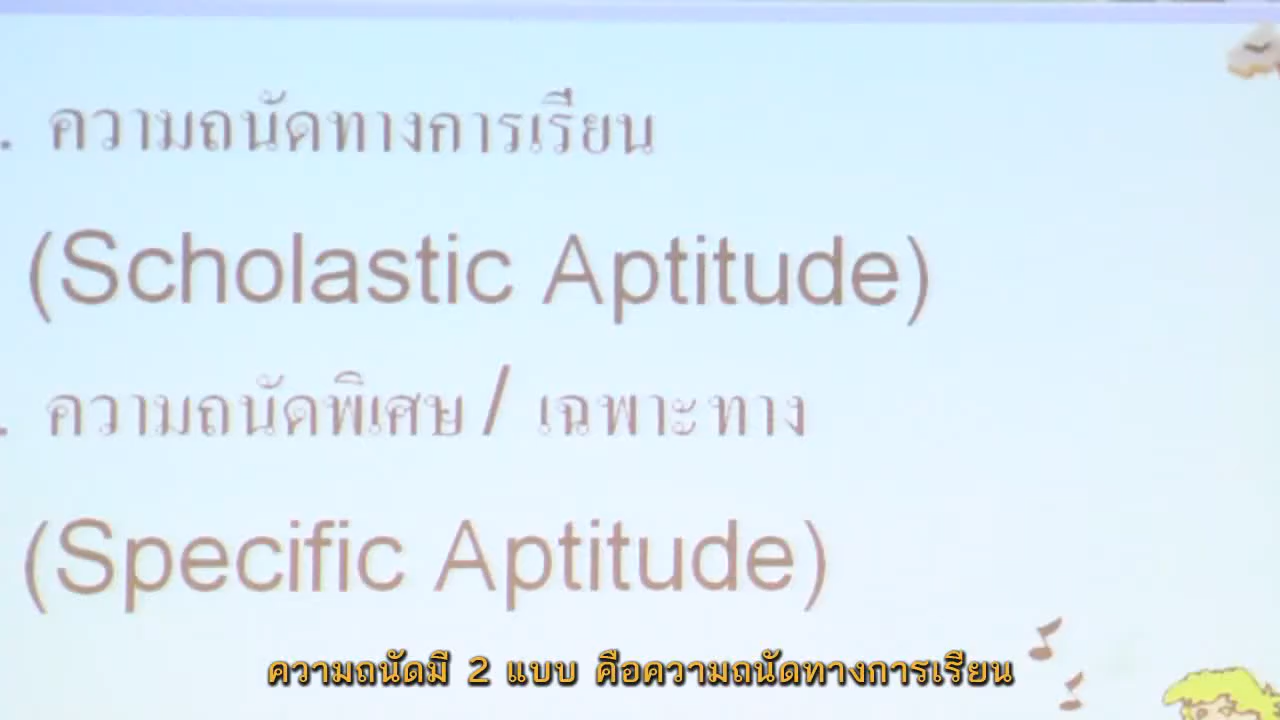 . ความถนัดทางการเรียน
(Scholastic Aptitude)
. ความถนัดพิเศษ / เฉพาะทาง
(Specific Aptitude)
ความถนัดมี 2 แบบ คือความถนัดทางการเรียน